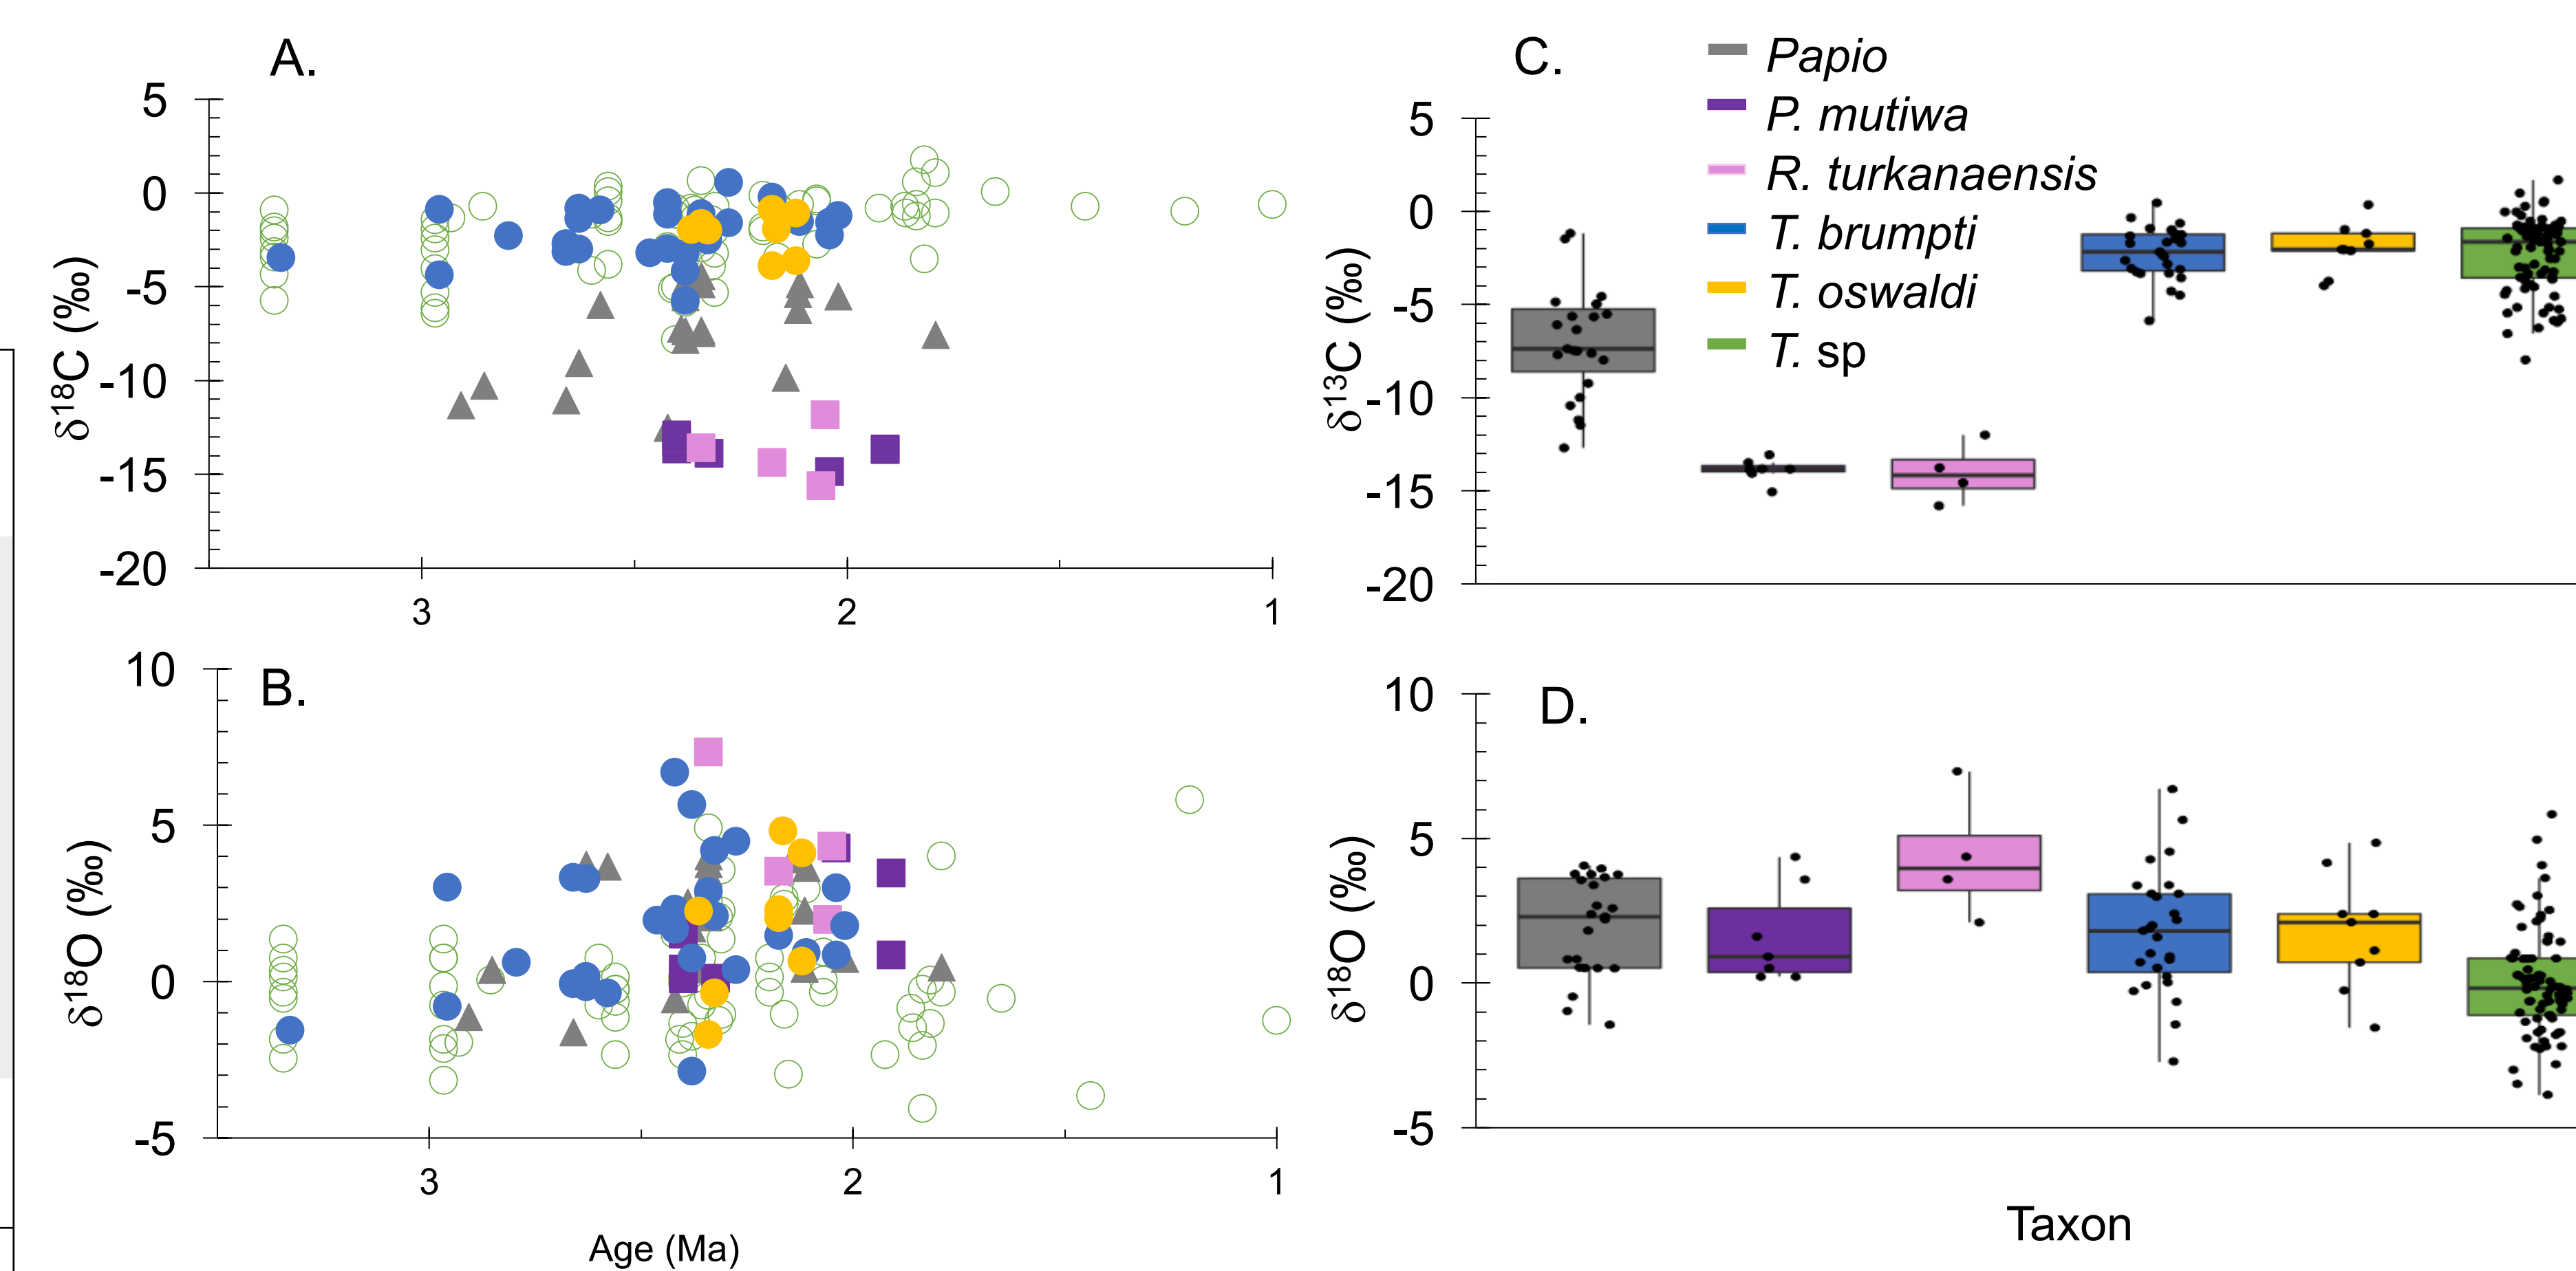 A.
5
0
-5
-10
-15
-20
δ¹⁸C (‰)
3
2
1
B.
10
5
0
-5
δ¹⁸O (‰)
3
2
1
Age (Ma)
C.
Papio
P. mutiwa
R. turkanaensis
T. brumpti
T. oswaldi
T. sp
5
0
-5
-10
-15
-20
δ¹³C (‰)
D.
10
5
0
-5
δ¹⁸O (‰)
Taxon